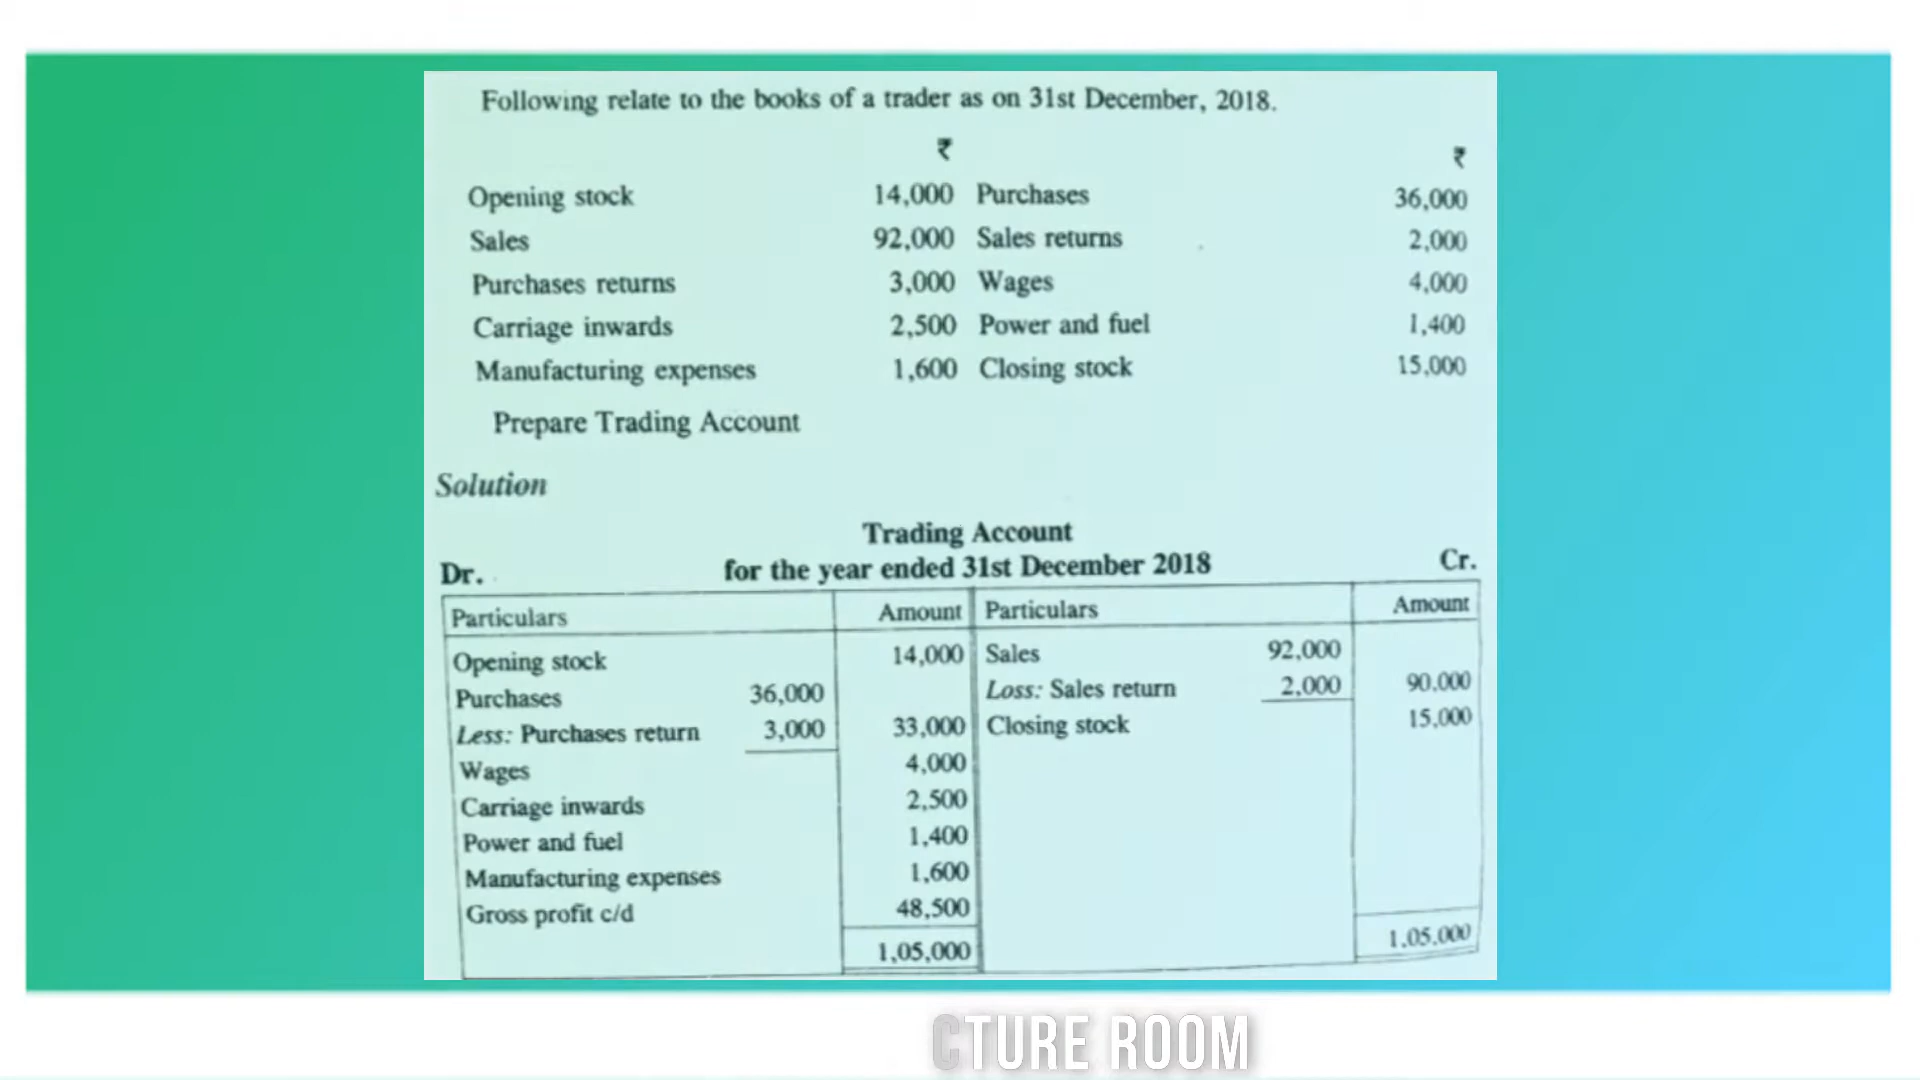 Following relate to the books of a trader as on 31st December, 2018.
₹ ₹
Opening stock 14,000 Purchases 36,000
Sales 92,000 Sales returns 2,000
Purchases returns 3,000 Wages 4,000
Carriage inwards 2,500 Power and fuel 1,400
Manufacturing expenses 1,600 Closing stock 15,000
Prepare Trading Account
Solution
Trading Account
Dr. for the year ended 31st December 2018 Cr.
Particulars Amount Particulars Amount
Opening stock 14,000 Sales 92,000
Purchases 36,000 Loss: Sales return 2,000 90,000
Less: Purchases return 3,000 33,000 Closing stock 15,000
Wages 4,000
Carriage inwards 2,500
Power and fuel 1,400
Manufacturing expenses 1,600
Gross profit c/d 48,500
1,05,000 1,05,000
CTURE ROOM